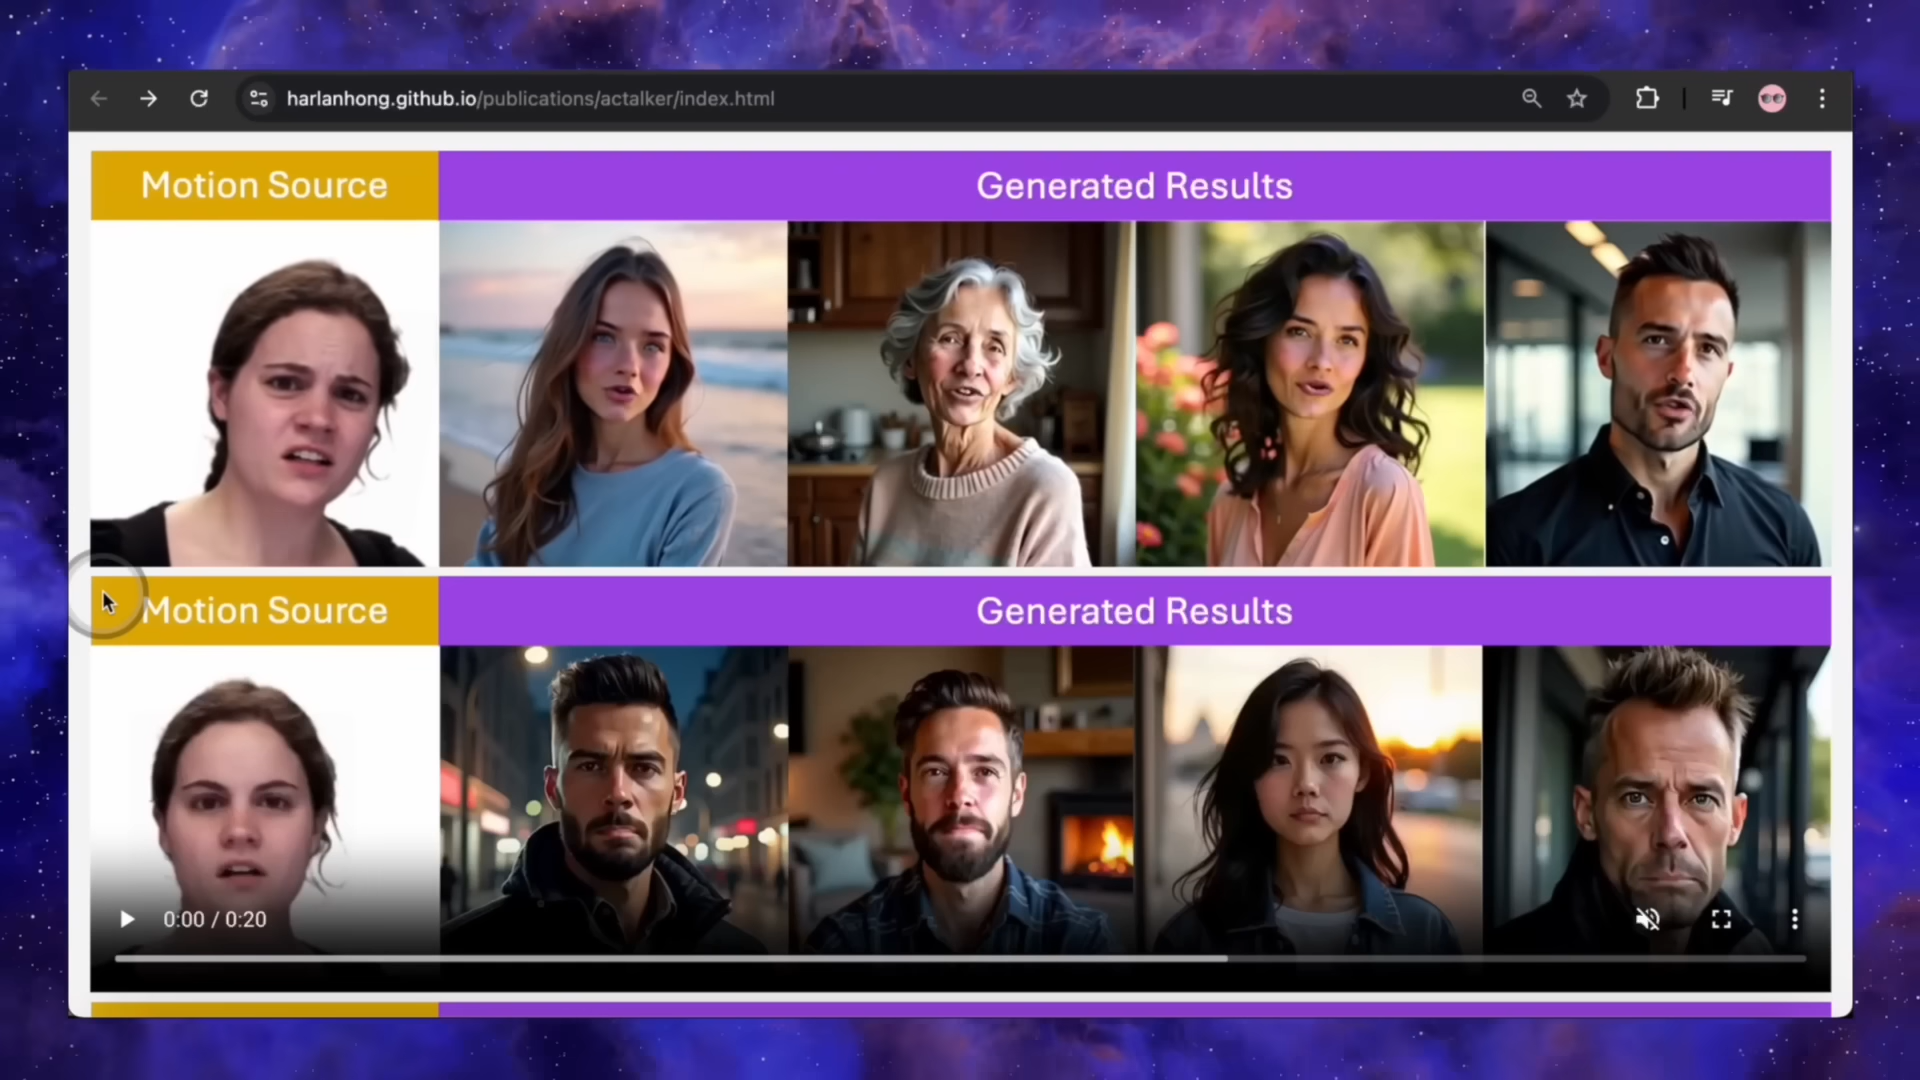 harlanhong.github.io/publications/actalker/index.html
Motion Source
Generated Results
Motion Source
Generated Results
0:00 / 0:20